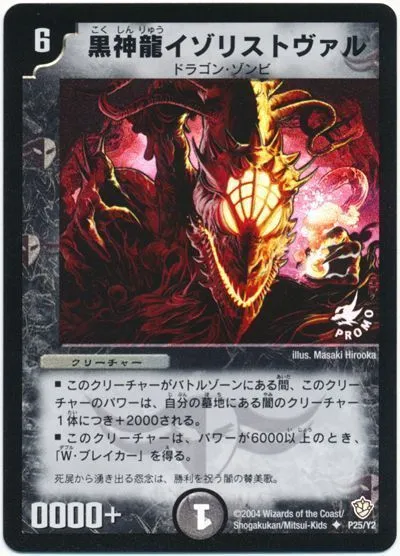 6
こく しん りゅう
黒神龍イゾリストヴァル
ドラゴン・ゾンビ
PROMO
illus. Masaki Hirooka
クリーチャー
■ このクリーチャーがバトルゾーンにある間、このクリー
チャーのパワーは、自分の墓地にある闇のクリーチャー
1体につき+2000される。
■ このクリーチャーは、パワーが6000以上のとき、
「W・ブレイカー」を得る。
死屍から湧き出る怨念は、勝利を祝う闇の賛美歌。
0000+
1
©2004 Wizards of the Coast/
Shogakukan/Mitsui-Kids ◆ P25/Y2